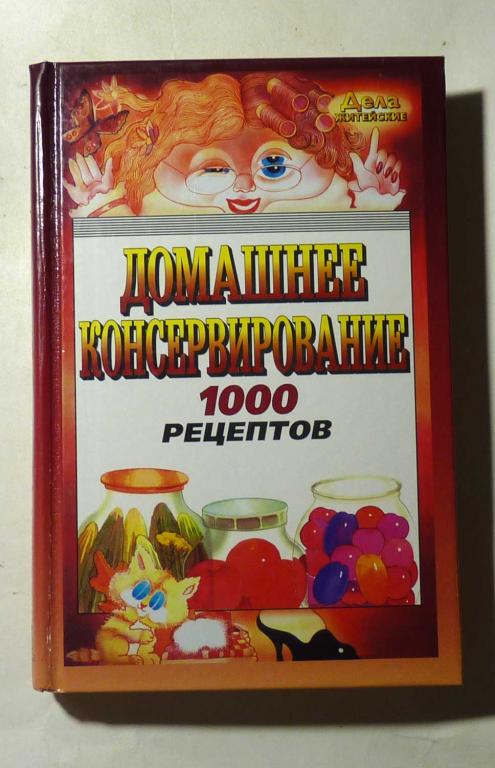 Дела
ЖИТЕЙСКИЕ
ДОМАШНЕЕ
КОНСЕРВИРОВАНИЕ
1000
РЕЦЕПТОВ